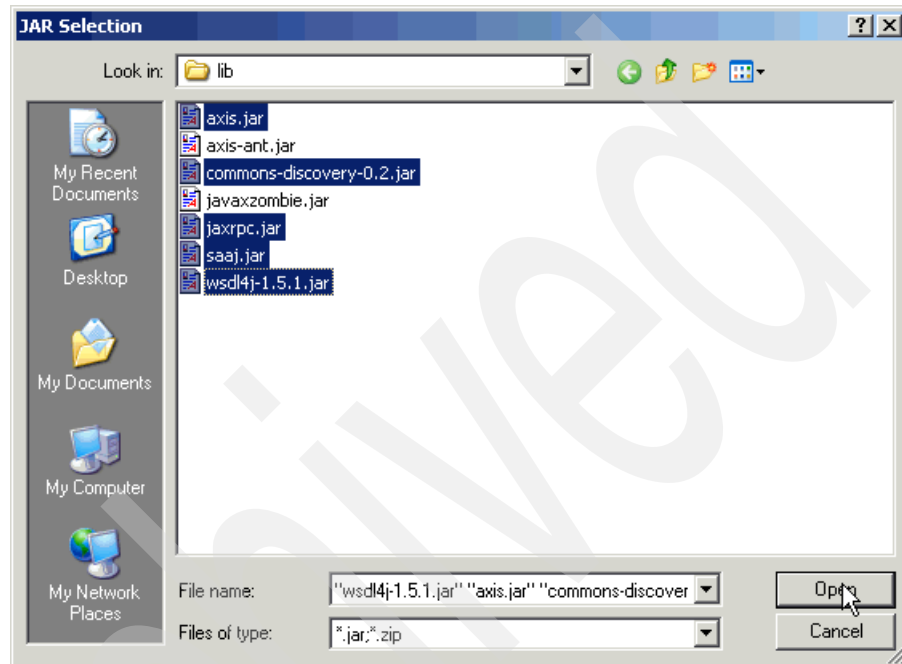 JAR Selection
Look in:
lib
My Recent
Documents
Desktop
My Documents
My Computer
My Network
Places
axis.jar
axis-ant.jar
commons-discovery-0.2.jar
javaxzombie.jar
jaxrpc.jar
saaj.jar
wsdl4j-1.5.1.jar
File name:
"wsdl4j-1.5.1.jar" "axis.jar" "commons-discover
Open
Files of type:
*.jar;*.zip
Cancel
hived